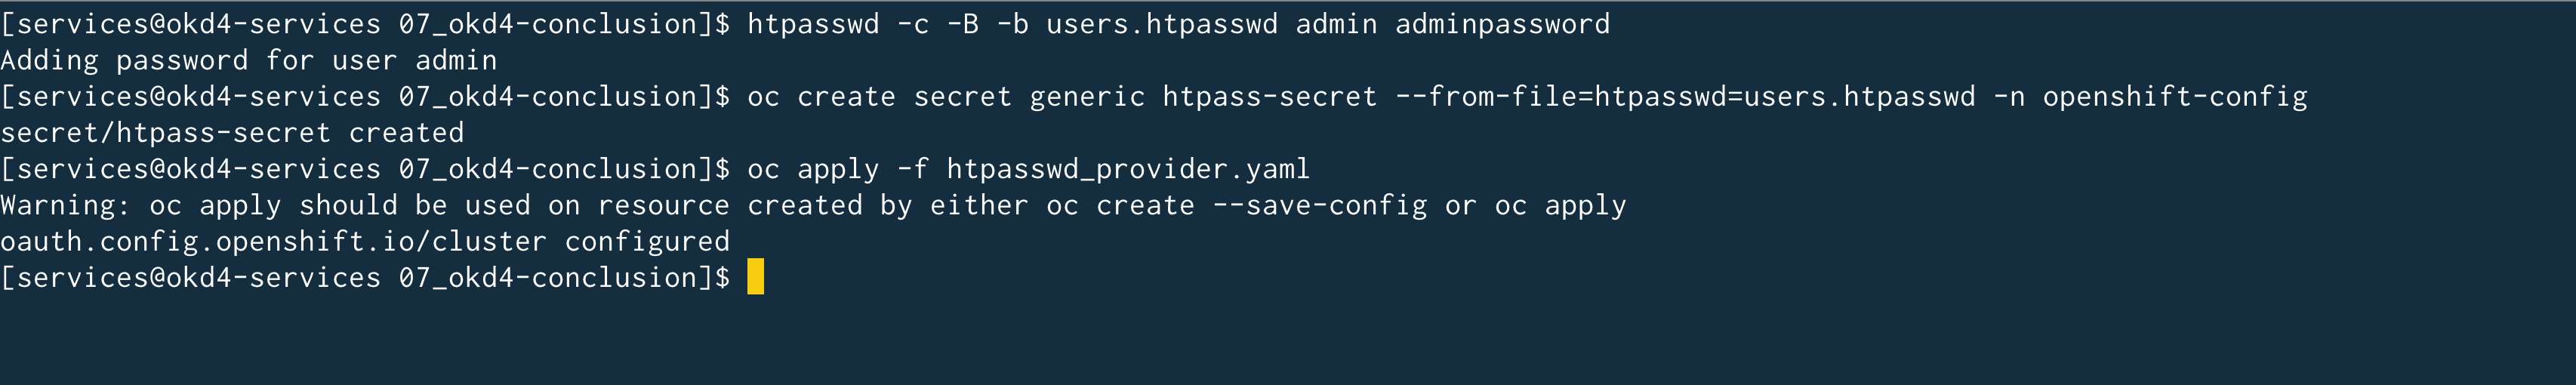 [services@okd4-services 07_okd4-conclusion]$ htpasswd -c -B -b users.htpasswd admin adminpassword
Adding password for user admin
[services@okd4-services 07_okd4-conclusion]$ oc create secret generic htpass-secret --from-file=htpasswd=users.htpasswd -n openshift-config
secret/htpass-secret created
[services@okd4-services 07_okd4-conclusion]$ oc apply -f htpasswd_provider.yaml
Warning: oc apply should be used on resource created by either oc create --save-config or oc apply
oauth.config.openshift.io/cluster configured
[services@okd4-services 07_okd4-conclusion]$